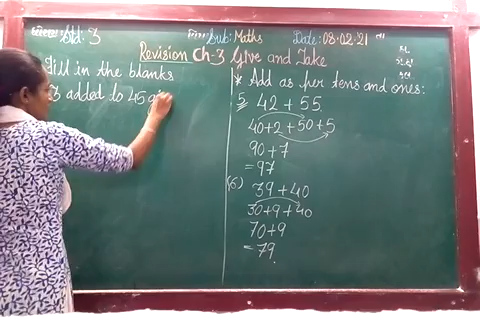 Std: 3
Sub: Maths
Date: 08.02.21
Revision Ch-3 Give and Take
Fill in the blanks
3 added to 45
* Add as per tens and ones:
5 42 + 55
40+2+50+5
90+7
= 97
(6) 39 + 40
30+9+40
70+9
= 79